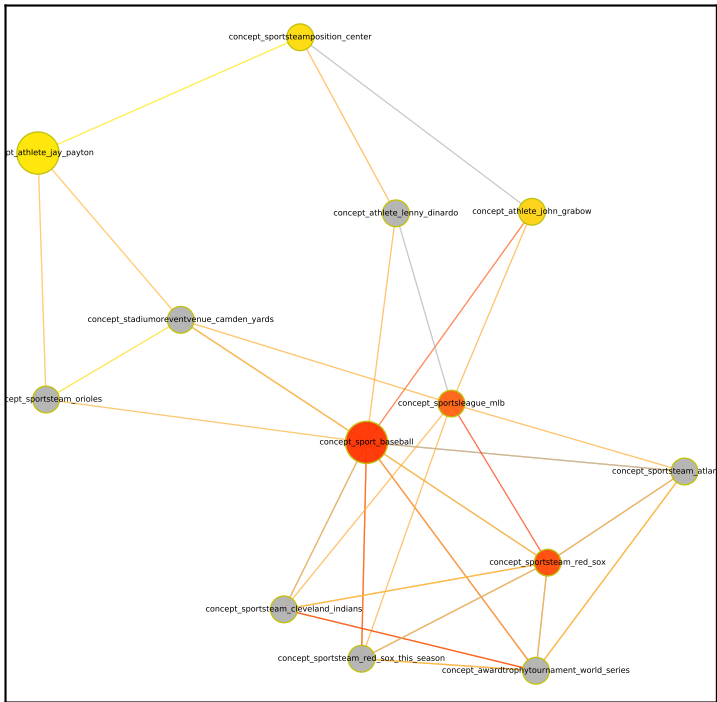 concept_sportsteamposition_center
pt_athlete_jay_payton
concept_athlete_lenny_dinardo
concept_athlete_john_grabow
concept_stadiumoreventvenue_camden_yards
cept_sportsteam_orioles
concept_sportsleague_mlb
concept_sport_baseball
concept_sportsteam_atlan
concept_sportsteam_red_sox
concept_sportsteam_cleveland_indians
concept_sportsteam_red_sox_this_season
concept_awardtrophytournament_world_series